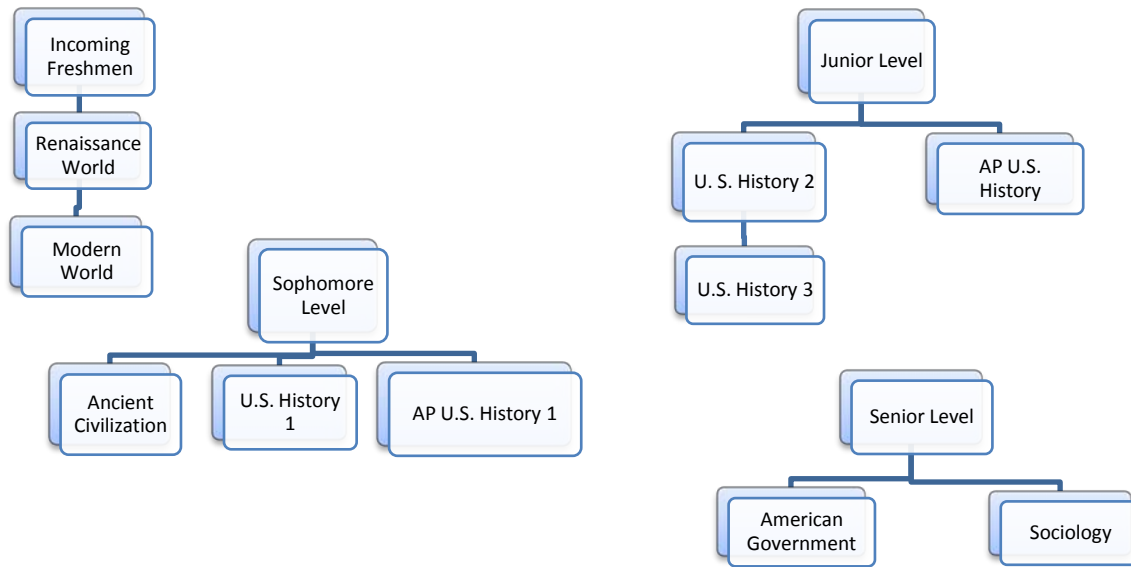 Incoming
Freshmen
Renaissance
World
Modern
World
Sophomore
Level
Ancient
Civilization
U.S. History
1
AP U.S. History 1
Junior Level
U. S. History 2
AP U.S.
History
U.S. History 3
Senior Level
American
Government
Sociology